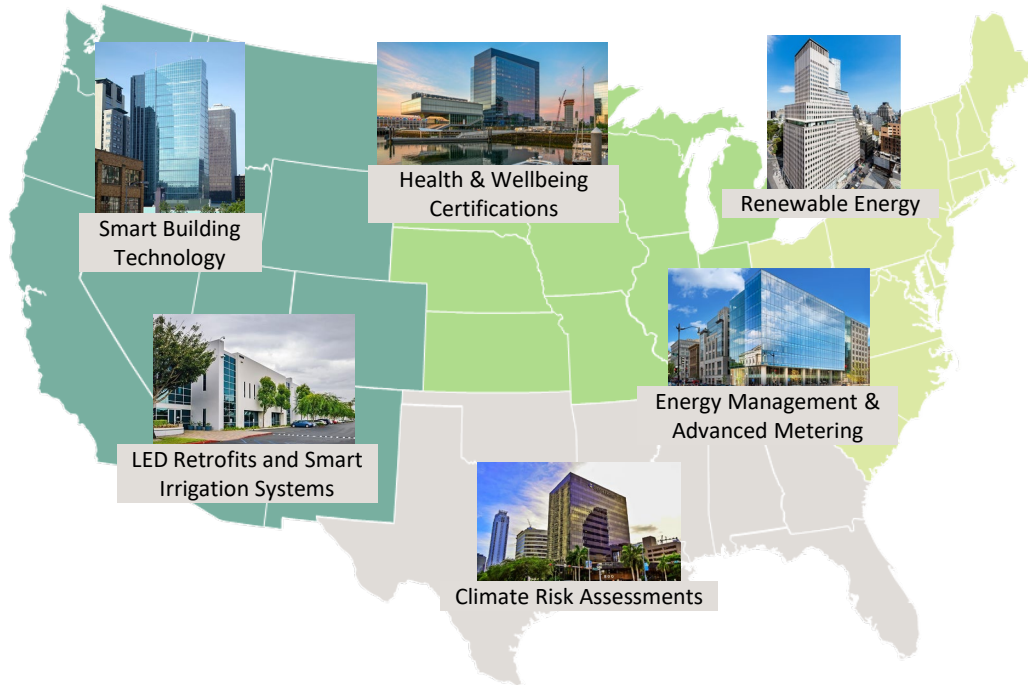 Smart Building
Technology
Health & Wellbeing
Certifications
Renewable Energy
LED Retrofits and Smart
Irrigation Systems
Energy Management &
Advanced Metering
Climate Risk Assessments